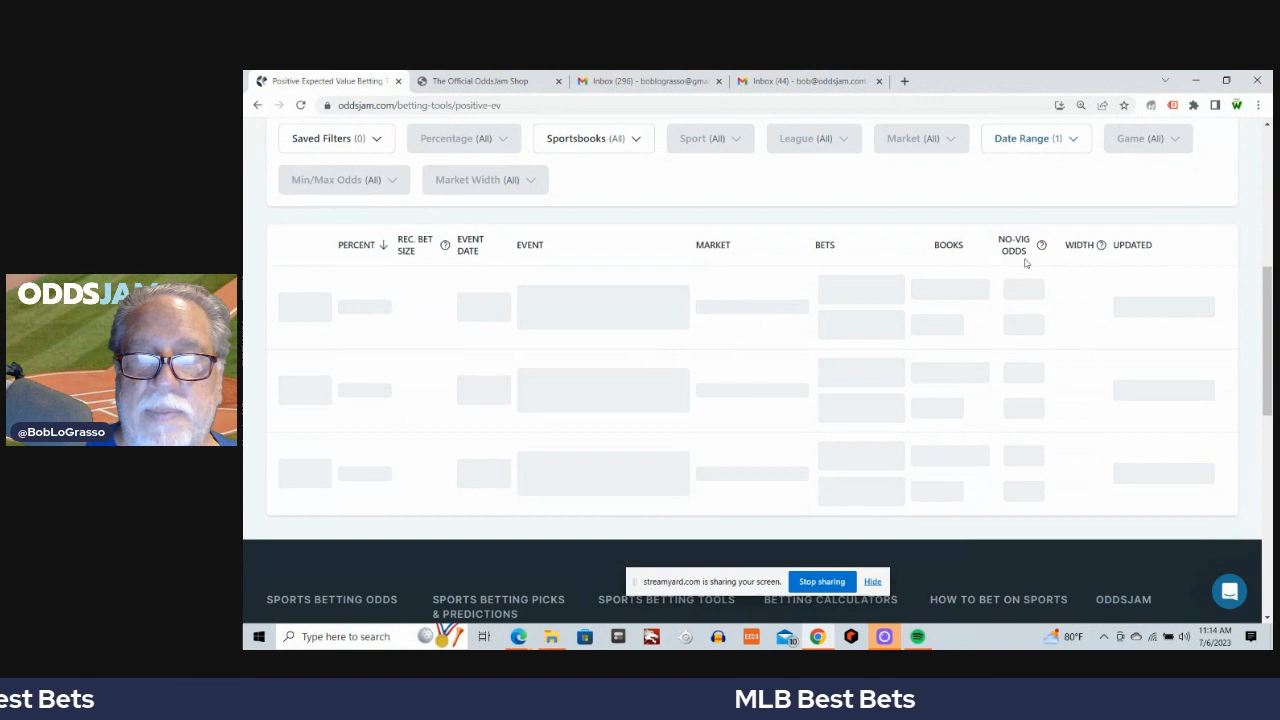 Positive Expected Value Betting T
The Official OddsJam Shop
Inbox (296) - boblograsso@gma
Inbox (44) - bob@oddsjam.com
oddsjam.com/betting-tools/positive-ev
Saved Filters (0)
Percentage (All)
Sportsbooks (All)
Sport (All)
League (All)
Market (All)
Date Range (1)
Game (All)
Min/Max Odds (All)
Market Width (All)
PERCENT
REC. BET
SIZE
EVENT
DATE
EVENT
MARKET
BETS
BOOKS
NO-VIG
ODDS
WIDTH
UPDATED
ODDSJAM
@BobLoGrasso
streamyard.com is sharing your screen.
Stop sharing
Hide
SPORTS BETTING ODDS
SPORTS BETTING PICKS
& PREDICTIONS
SPORTS BETTING TOOLS
BETTING CALCULATORS
HOW TO BET ON SPORTS
ODDSJAM
Type here to search
10
80°F
11:14 AM
7/6/2023
est Bets
MLB Best Bets